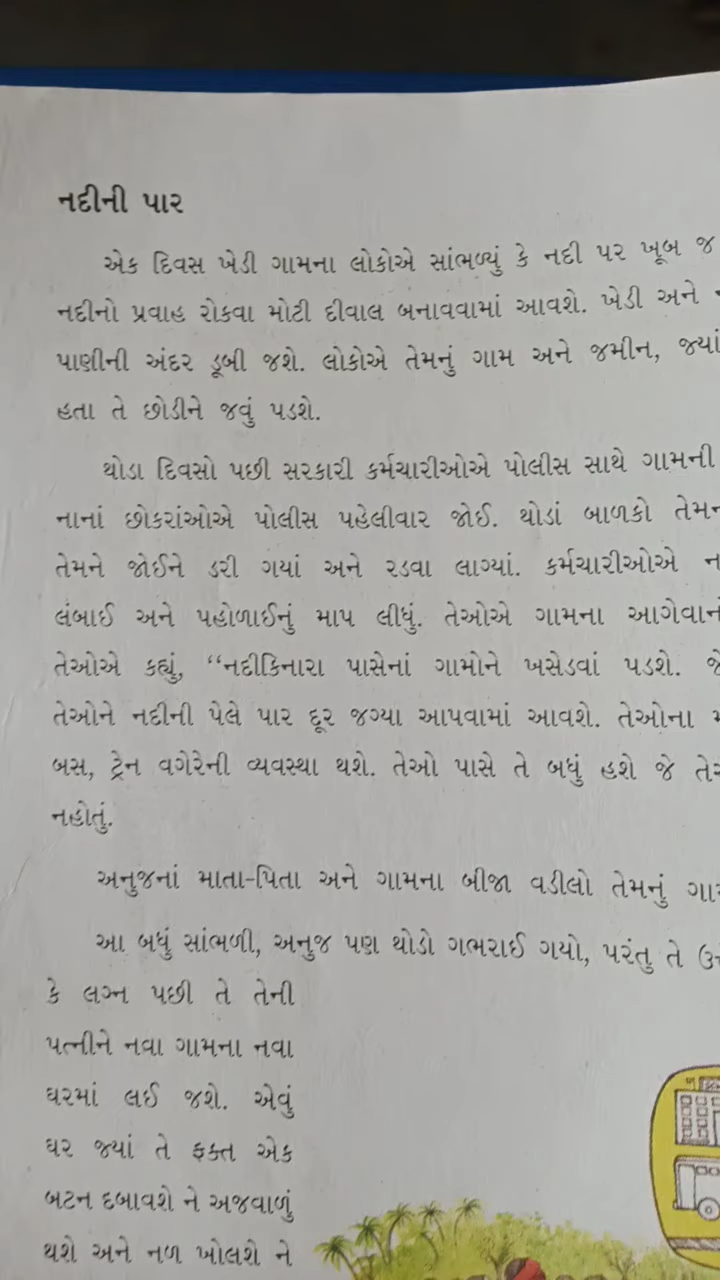 નદીની પાર
એક દિવસ ખેડી ગામના લોકોએ સાંભળ્યું કે નદી પર ખૂબ જ
નદીનો પ્રવાહ રોકવા મોટી દીવાલ બનાવવામાં આવશે. ખેડી અને
પાણીની અંદર ડૂબી જશે. લોકોએ તેમનું ગામ અને જમીન, જ્યાં
હતા તે છોડીને જવું પડશે.
થોડા દિવસો પછી સરકારી કર્મચારીઓએ પોલીસ સાથે ગામની
નાનાં છોકરાંઓએ પોલીસ પહેલીવાર જોઈ. થોડાં બાળકો
તેમને જોઈને ડરી ગયાં અને રડવા લાગ્યાં. કર્મચારીઓએ
લંબાઈ અને પહોળાઈનું માપ લીધું. તેઓએ ગામના
તેઓએ કહ્યું, “નદીકિનારા પાસેનાં ગામોને ખસેડવાં પડશે.
તેઓને નદીની પેલે પાર દૂર જગ્યા આપવામાં આવશે. તેઓના
બસ, ટ્રેન વગેરેની વ્યવસ્થા થશે. તેઓ પાસે તે બધું હશે જે
નહોતું.
અનુજનાં માતા-પિતા અને ગામના બીજા વડીલો તેમનું
આ બધું સાંભળી, અનુજ પણ થોડો ગભરાઈ ગયો, પરંતુ તે
કે લગ્ન પછી તે તેની
પત્નીને નવા ગામના નવા
ઘરમાં લઈ જશે. એવું
ઘર જ્યાં તે ફક્ત એક
બટન દબાવશે ને અજવાળું
થશે અને નળ ખોલશે ને